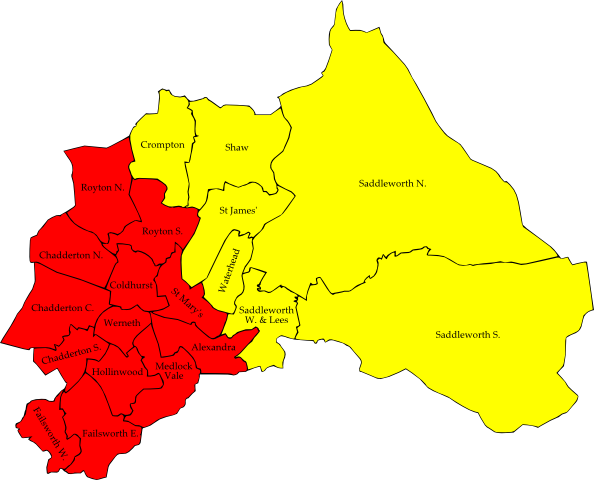 Crompton
Shaw
Saddleworth N.
Royton N.
St James'
Royton S.
Chadderton N.
Waterhead
Coldhurst
St Mary's
Chadderton C.
Saddleworth
W. & Lees
Werneth
Saddleworth S.
Chadderton S.
Alexandra
Hollinwood
Medlock
Vale
Failsworth W.
Failsworth E.